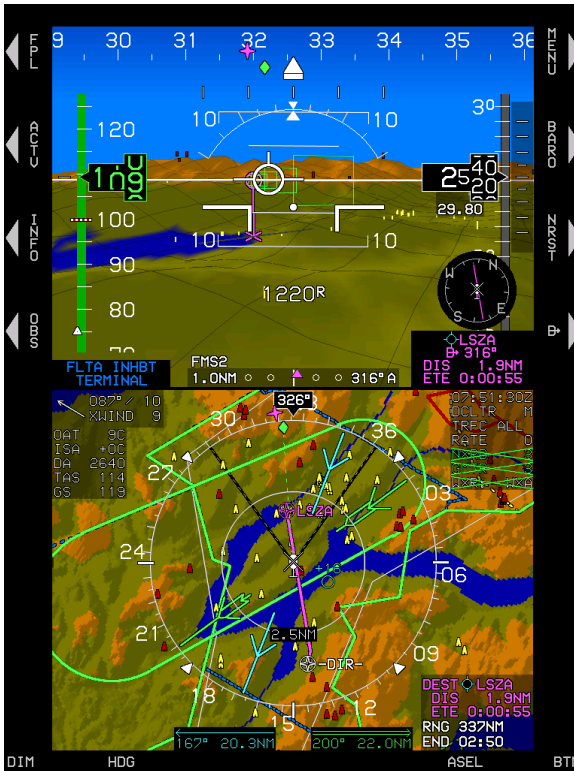 FPL
ACTV
INFO
OBS
MENU
BARO
NRST
9 30 31 32 33 34 35 36
10 10
10 10
120
100
90
80
29.80
1220R
N
W
E
S
FLTA INHBT
TERMINAL
FMS2
1.0NM 316°A
LSZA
316°
DIS 1.9NM
ETE 0:00:55
326°
087°/ 10
XWIND 9
OAT 9C
ISA +0C
DA 2640
TAS 114
GS 119
07:51:30Z
DCLTR M
TRFC ALL
RATE 0
30
36
27
03
24
06
21
09
18
15
12
LSZA
+16
2.5NM
-DIR-
DEST LSZA
DIS 1.9NM
ETE 0:00:55
RNG 337NM
END 02:50
167° 20.3NM
200° 22.0NM
DIM
HDG
ASEL